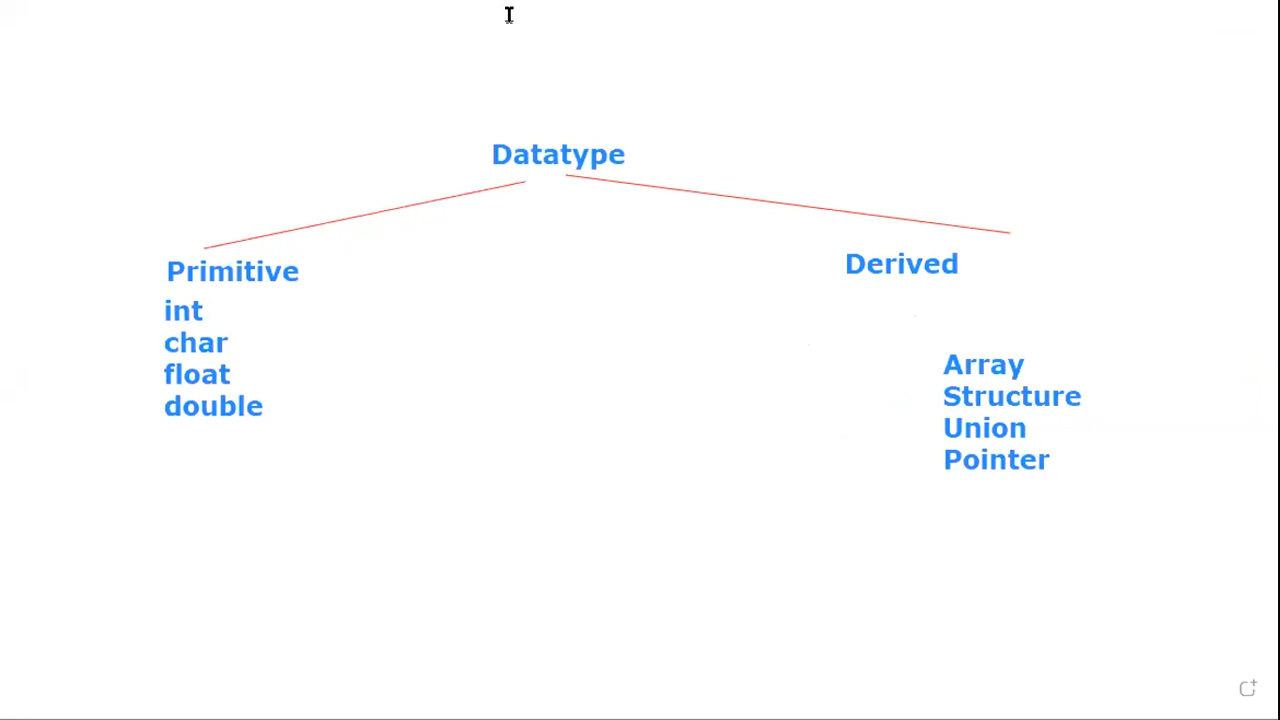 Datatype
Primitive
int
char
float
double
Derived
Array
Structure
Union
Pointer